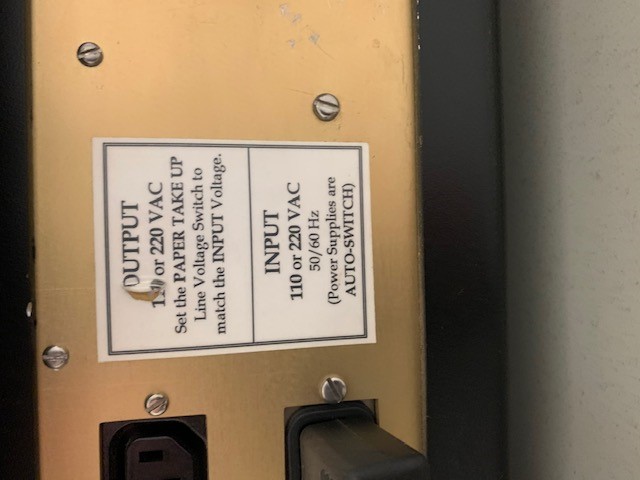 OUTPUT
or 220 VAC
Set the PAPER TAKE UP
Line Voltage Switch to
match the INPUT Voltage.
INPUT
110 or 220 VAC
50/60 Hz
(Power Supplies are
AUTO-SWITCH)